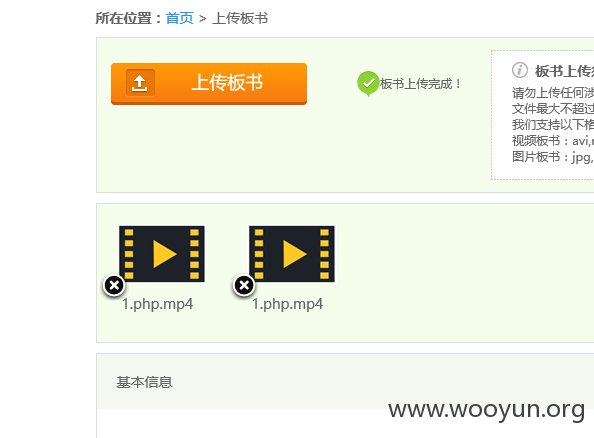 所在位置：首页 > 上传板书
上传板书
板书上传完成！
板书上传须
请勿上传任何涉
文件最大不超过
我们支持以下格
视频板书：avi,r
图片板书：jpg,
1.php.mp4
1.php.mp4
基本信息
www.wooyun.org